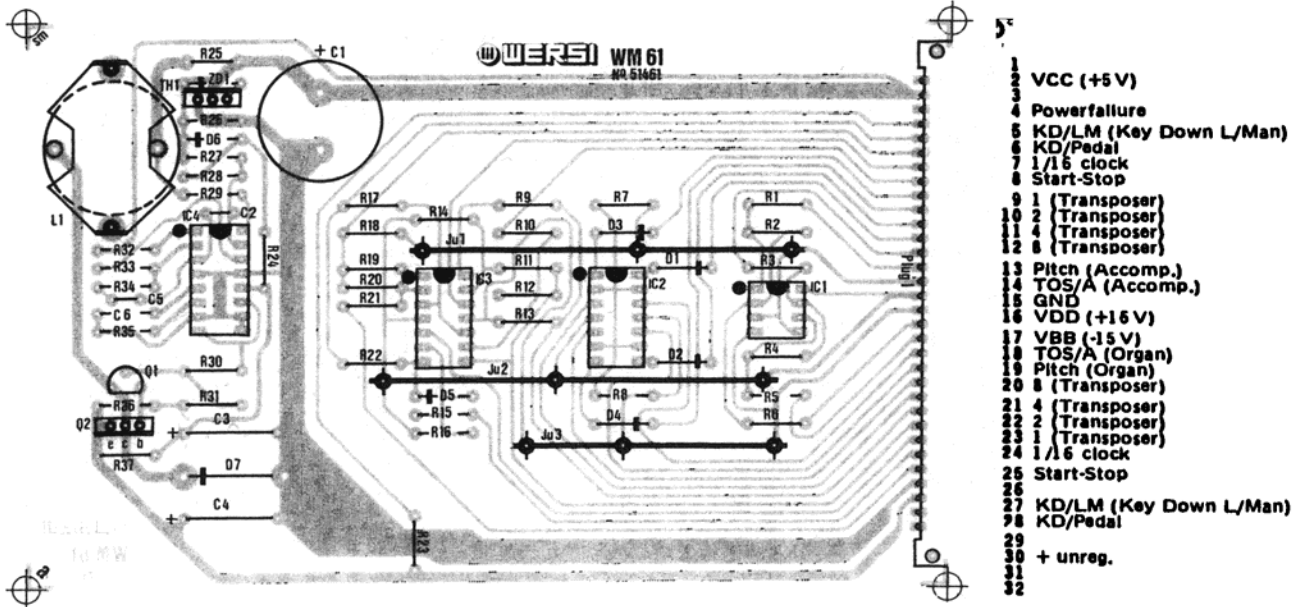 WERSI WM 61
No 51461
sm
R25
+ C1
TH1
ZD1
R26
D6
R27
R28
R29
L1
IC4
C2
R32
R33
R34
C5
C6
R35
R24
R30
Q1
R31
R36
C3
Q2
e c b
+
R37
D7
C4
+
a
R17
R18
R14
R19
R20
R21
R22
Ju1
IC3
R9
R10
R11
R12
R13
R7
D3
D1
IC2
D2
R1
R2
R3
IC1
R4
Ju2
D5
R15
R16
R8
D4
R5
R6
Ju3
R23
Plug1
1
2 VCC (+5 V)
3
4 Powerfailure
5 KD/LM (Key Down L/Man)
6 KD/Pedal
7 1/16 clock
8 Start-Stop
9 1 (Transposer)
10 2 (Transposer)
11 4 (Transposer)
12 8 (Transposer)
13 Pitch (Accomp.)
14 TOS/A (Accomp.)
15 GND
16 VDD (+15 V)
17 VBB (-15 V)
18 TOS/A (Organ)
19 Pitch (Organ)
20 8 (Transposer)
21 4 (Transposer)
22 2 (Transposer)
23 1 (Transposer)
24 1/16 clock
25 Start-Stop
26
27 KD/LM (Key Down L/Man)
28 KD/Pedal
29
30 + unreg.
31
32